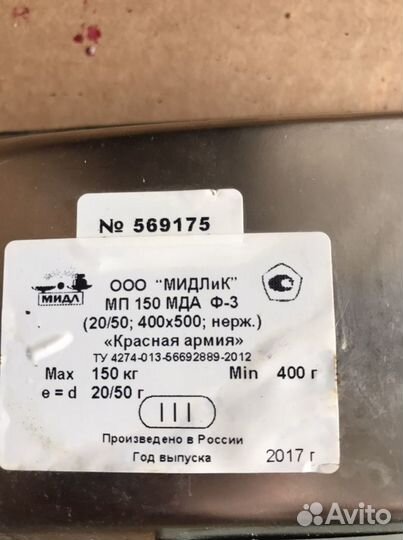 № 569175
МИДЛ
ООО "МИДЛиК"
МП 150 МДА Ф-3
(20/50; 400х500; нерж.)
«Красная армия»
ТУ 4274-013-56692889-2012
Max 150 кг Min 400 г
e = d 20/50 г
III
Произведено в России
Год выпуска 2017 г
Avito